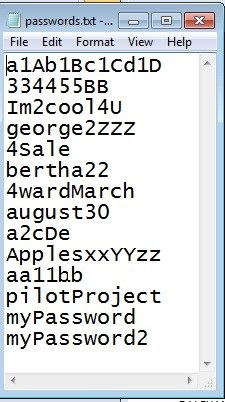 passwords.txt -...
File Edit Format View Help
a1Ab1Bc1Cd1D
334455BB
Im2cool4U
george2ZZZ
4Sale
bertha22
4wardMarch
august30
a2cDe
ApplesxxYYzz
aa11bb
pilotProject
myPassword
myPassword2